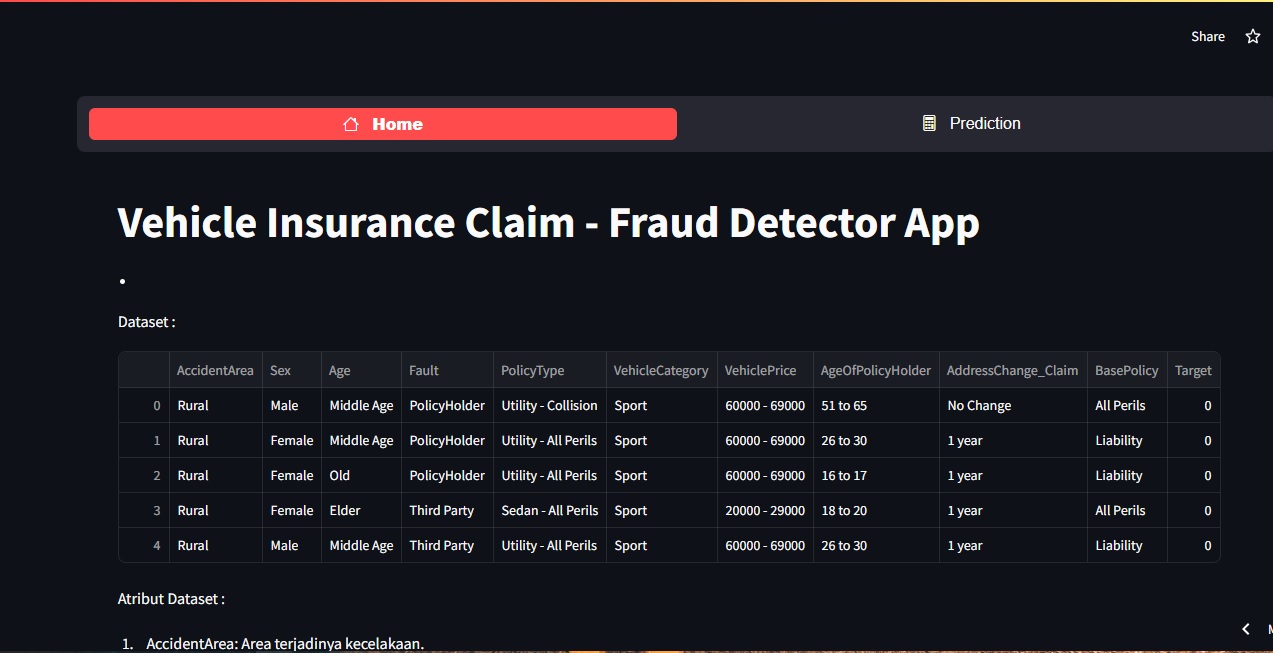 Share
Home
Prediction
Vehicle Insurance Claim - Fraud Detector App
•
Dataset :
AccidentArea Sex Age Fault PolicyType VehicleCategory VehiclePrice AgeOfPolicyHolder AddressChange_Claim BasePolicy Target
0 Rural Male Middle Age PolicyHolder Utility - Collision Sport 60000 - 69000 51 to 65 No Change All Perils 0
1 Rural Female Middle Age PolicyHolder Utility - All Perils Sport 60000 - 69000 26 to 30 1 year Liability 0
2 Rural Female Old PolicyHolder Utility - All Perils Sport 60000 - 69000 16 to 17 1 year Liability 0
3 Rural Female Elder Third Party Sedan - All Perils Sport 20000 - 29000 18 to 20 1 year All Perils 0
4 Rural Male Middle Age Third Party Utility - All Perils Sport 60000 - 69000 26 to 30 1 year Liability 0
Atribut Dataset :
1. AccidentArea: Area terjadinya kecelakaan.